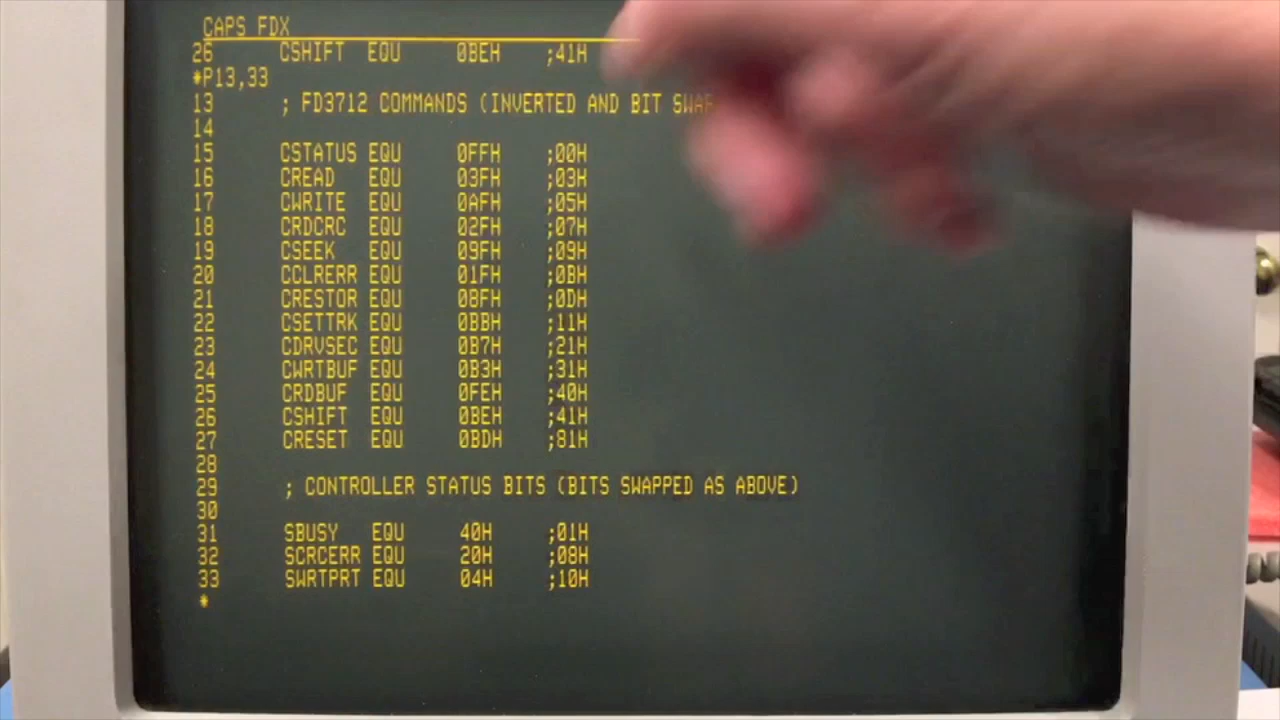 CAPS FDX
26 CSHIFT EQU 0BEH ;41H
*P13,33
13 ; FD3712 COMMANDS (INVERTED AND BIT
14
15 CSTATUS EQU 0FFH ;00H
16 CREAD EQU 03FH ;03H
17 CWRITE EQU 0AFH ;05H
18 CRDCRC EQU 02FH ;07H
19 CSEEK EQU 09FH ;09H
20 CCLRERR EQU 01FH ;0BH
21 CRESTOR EQU 08FH ;0DH
22 CSETTRK EQU 0BBH ;11H
23 CDRVSEC EQU 0B7H ;21H
24 CWRTBUF EQU 0B3H ;31H
25 CRDBUF EQU 0FEH ;40H
26 CSHIFT EQU 0BEH ;41H
27 CRESET EQU 0BDH ;81H
28
29 ; CONTROLLER STATUS BITS (BITS SWAPPED AS ABOVE)
30
31 SBUSY EQU 40H ;01H
32 SCRCERR EQU 20H ;08H
33 SWRTPRT EQU 04H ;10H
*